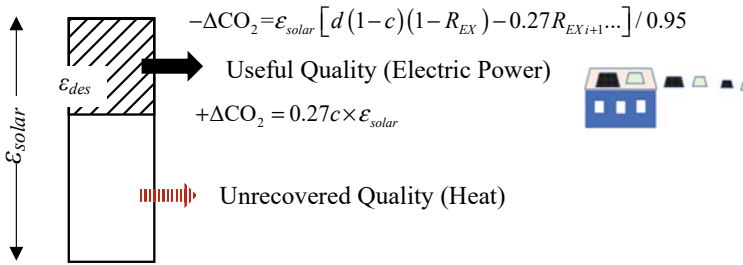 −ΔCO₂=ε_solar[d(1−c)(1−R_EX)−0.27R_EXi+1...]/0.95
Useful Quality (Electric Power)
ε_des
+ΔCO₂ = 0.27c×ε_solar
ε_solar
Unrecovered Quality (Heat)